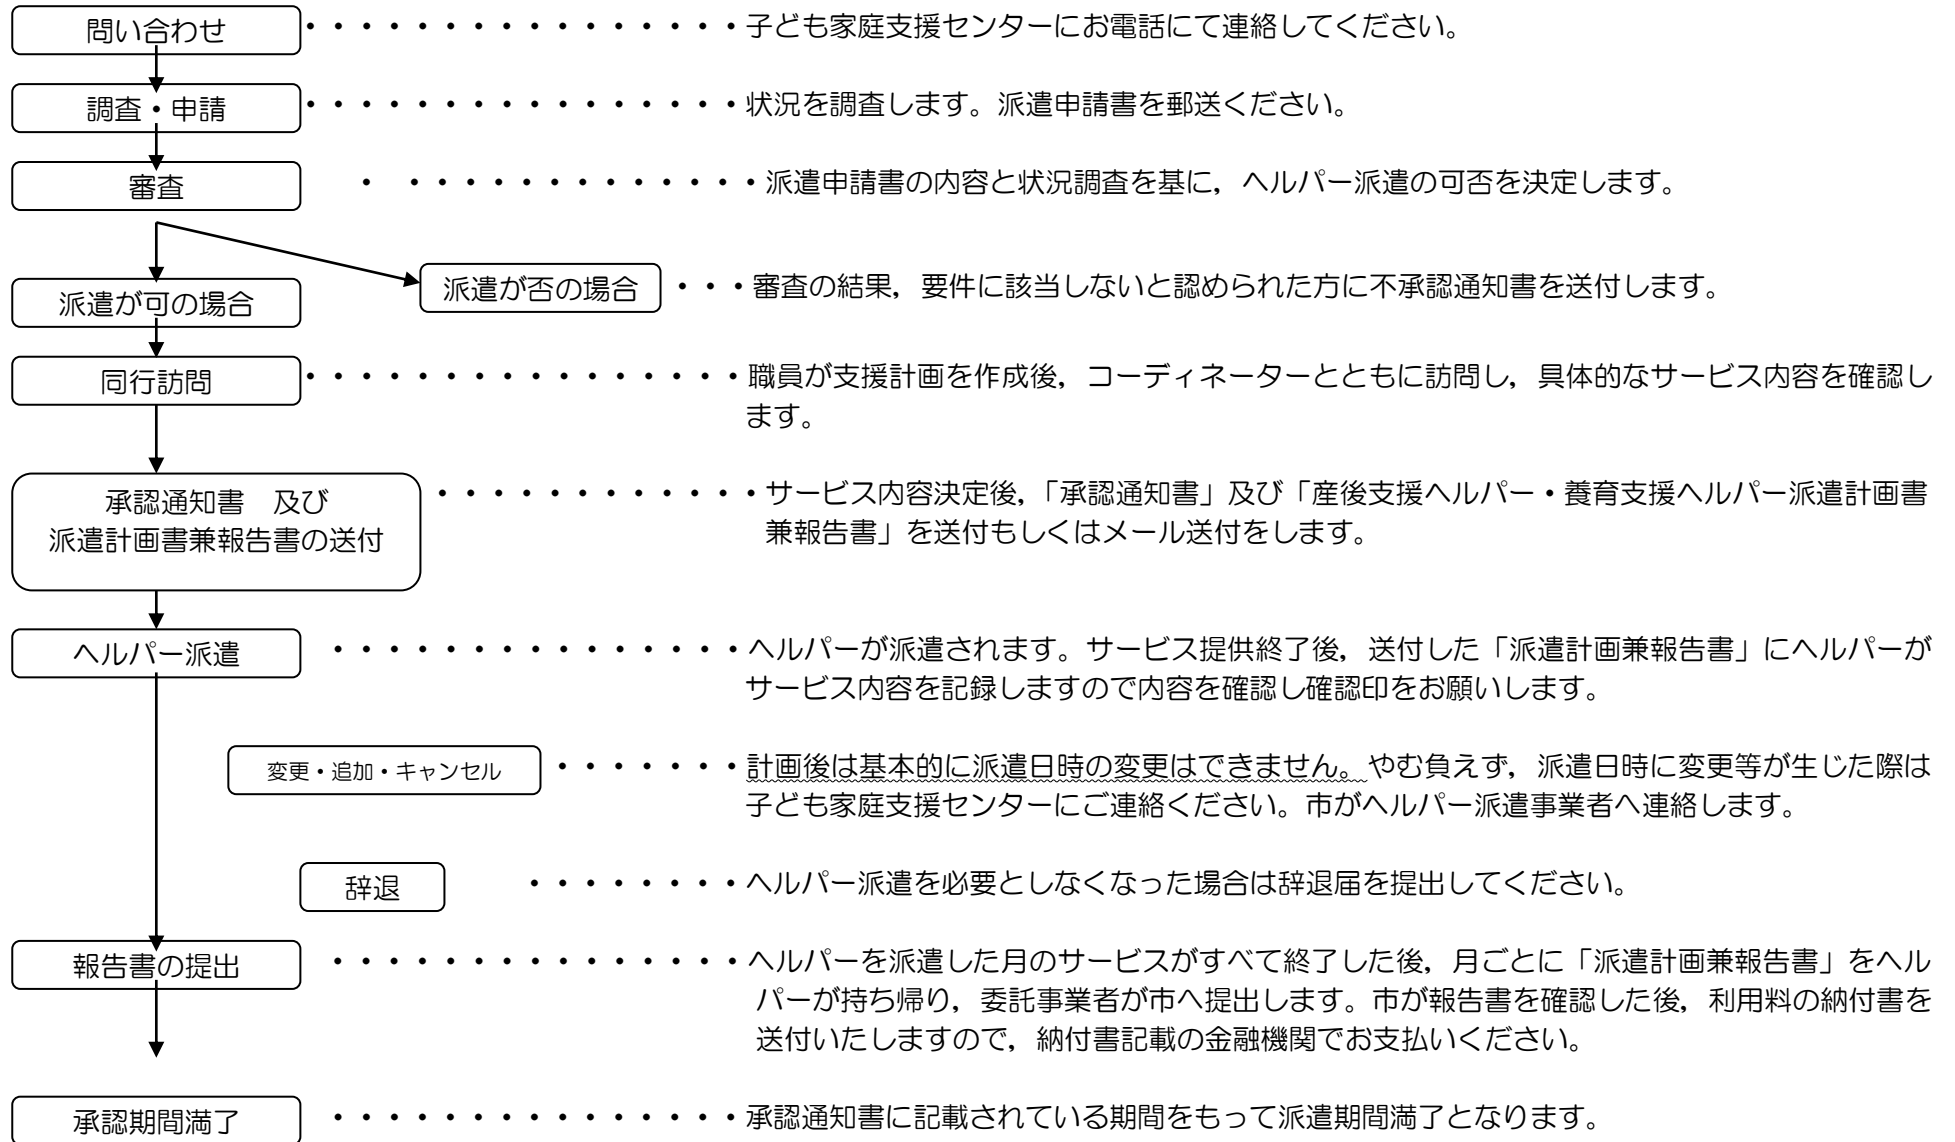 問い合わせ・・・・・・・・・・・・・・・・子ども家庭支援センターにお電話にて連絡してください。
調査・申請・・・・・・・・・・・・・・・・状況を調査します。派遣申請書を郵送ください。
審査 ・ ・・・・・・・・・・・・・派遣申請書の内容と状況調査を基に，ヘルパー派遣の可否を決定します。
派遣が否の場合・・・審査の結果，要件に該当しないと認められた方に不承認通知書を送付します。
派遣が可の場合
同行訪問・・・・・・・・・・・・・・・・職員が支援計画を作成後，コーディネーターとともに訪問し，具体的なサービス内容を確認し
ます。
承認通知書　及び・・・・・・・・・・・・サービス内容決定後，「承認通知書」及び「産後支援ヘルパー・養育支援ヘルパー派遣計画書
派遣計画書兼報告書の送付 兼報告書」を送付もしくはメール送付をします。
ヘルパー派遣 ・・・・・・・・・・・・・・・ヘルパーが派遣されます。サービス提供終了後，送付した「派遣計画兼報告書」にヘルパーが
サービス内容を記録しますので内容を確認し確認印をお願いします。
変更・追加・キャンセル・・・・・・・計画後は基本的に派遣日時の変更はできません。やむ負えず，派遣日時に変更等が生じた際は
子ども家庭支援センターにご連絡ください。市がヘルパー派遣事業者へ連絡します。
辞退 ・・・・・・・・ヘルパー派遣を必要としなくなった場合は辞退届を提出してください。
報告書の提出 ・・・・・・・・・・・・・・・ヘルパーを派遣した月のサービスがすべて終了した後，月ごとに「派遣計画兼報告書」をヘル
パーが持ち帰り，委託事業者が市へ提出します。市が報告書を確認した後，利用料の納付書を
送付いたしますので，納付書記載の金融機関でお支払いください。
承認期間満了 ・・・・・・・・・・・・・・・承認通知書に記載されている期間をもって派遣期間満了となります。